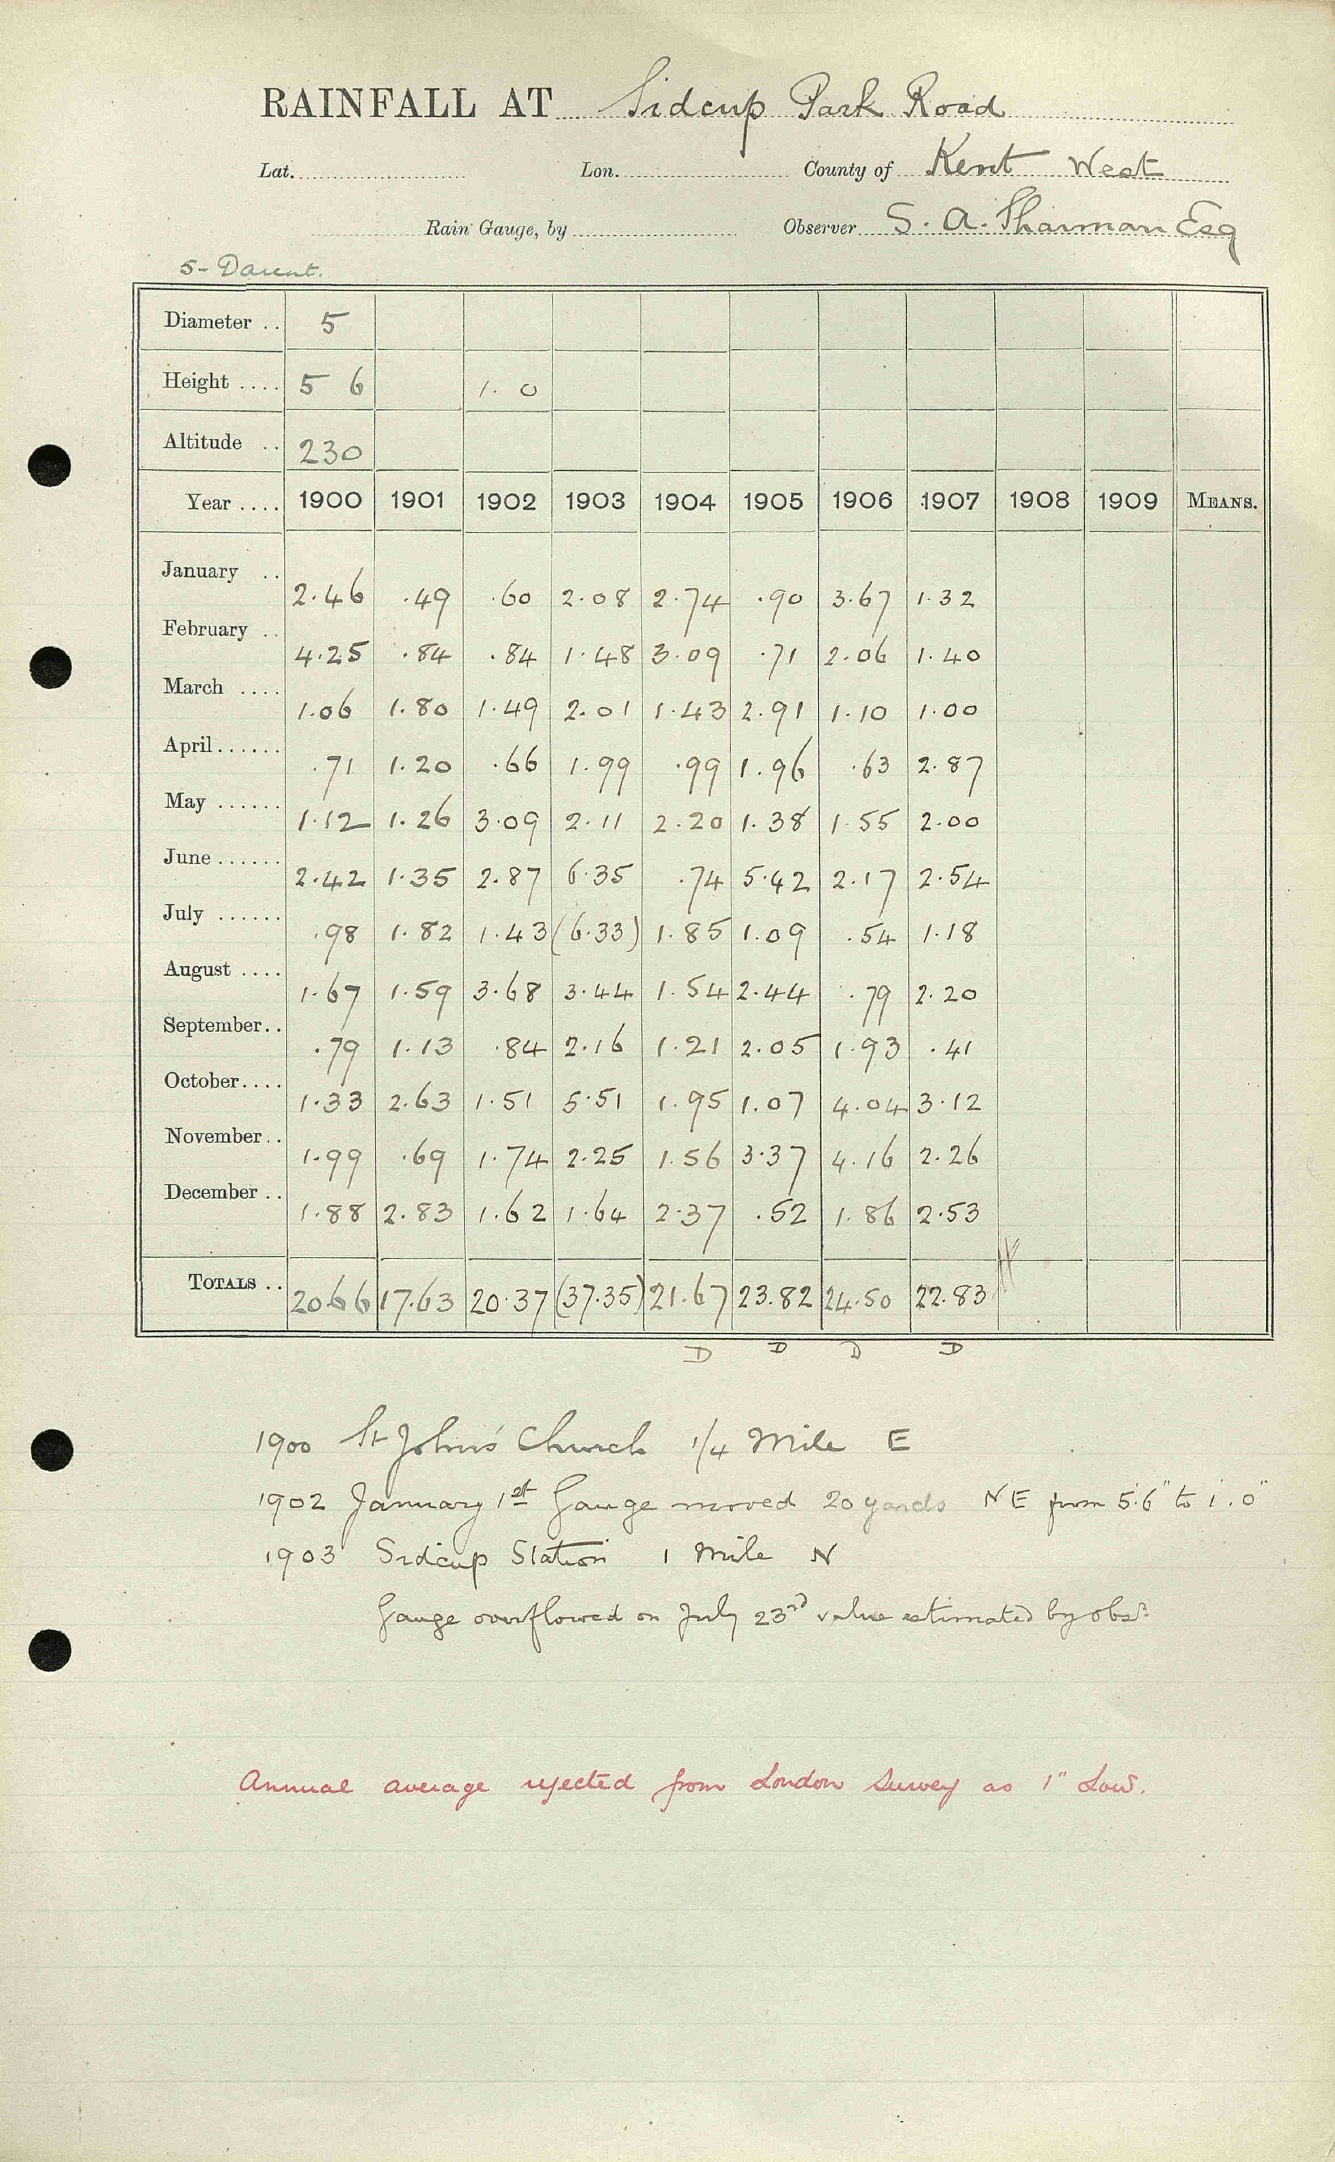 RAINFALL AT Sidcup Park Road
Lat. Lon. County of Kent West
Rain Gauge, by Observer S. A. Sharman Esq
5 - Darent.
Diameter .. 5
Height .... 5 6 1. 0
Altitude .. 230
Year .... 1900 1901 1902 1903 1904 1905 1906 1907 1908 1909 MEANS.
January .. 2.46 .49 .60 2.08 2.74 .90 3.67 1.32
February .. 4.25 .84 .84 1.48 3.09 .71 2.06 1.40
March .... 1.06 1.80 1.49 2.01 1.43 2.91 1.10 1.00
April ...... .71 1.20 .66 1.99 .99 1.96 .63 2.87
May ...... 1.12 1.26 3.09 2.11 2.20 1.38 1.55 2.00
June ...... 2.42 1.35 2.87 6.35 .74 5.42 2.17 2.54
July ...... .98 1.82 1.43 (6.33) 1.85 1.09 .54 1.18
August .... 1.67 1.59 3.68 3.44 1.54 2.44 .79 2.20
September .. .79 1.13 .84 2.16 1.21 2.05 1.93 .41
October .... 1.33 2.63 1.51 5.51 1.95 1.07 4.04 3.12
November .. 1.99 .69 1.74 2.25 1.56 3.37 4.16 2.26
December .. 1.88 2.83 1.62 1.64 2.37 .52 1.86 2.53
TOTALS .. 20.66 17.63 20.37 (37.35) 21.67 23.82 24.50 22.83
D D D D
1900 St John's Church 1/4 Mile E
1902 January 1st Gauge moved 20 yards NE from 5'.6" to 1'.0"
1903 Sidcup Station 1 Mile N
Gauge overflowed on July 23rd value estimated by obsr.
Annual average rejected from London Survey as 1" low.